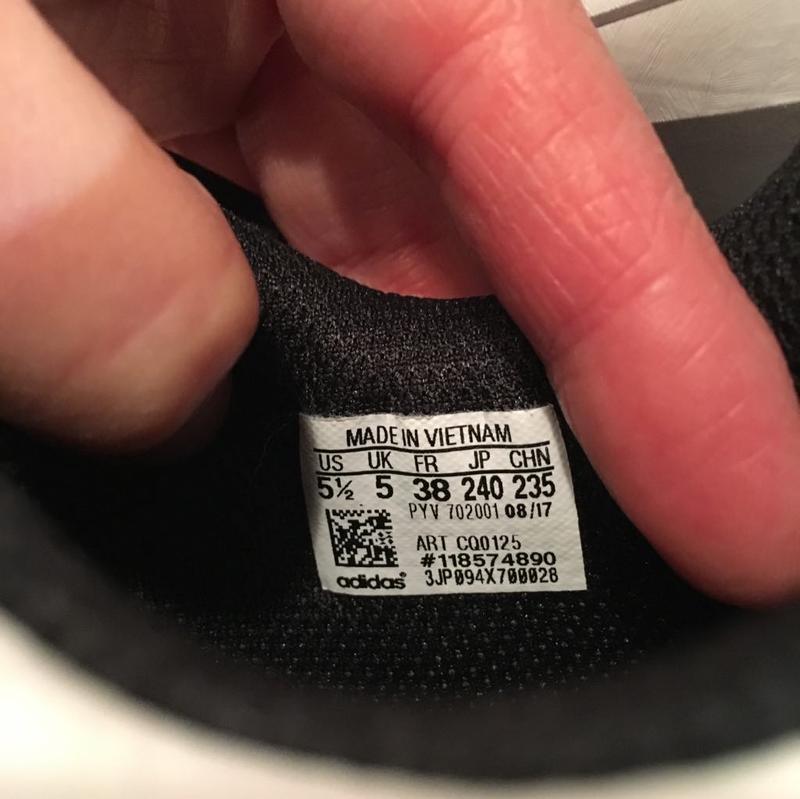 MADE IN VIETNAM
US UK FR JP CHN
5½ 5 38 240 235
PYV 702001 08/17
ART CQ0125
#118574890
adidas® 3JP094X700028